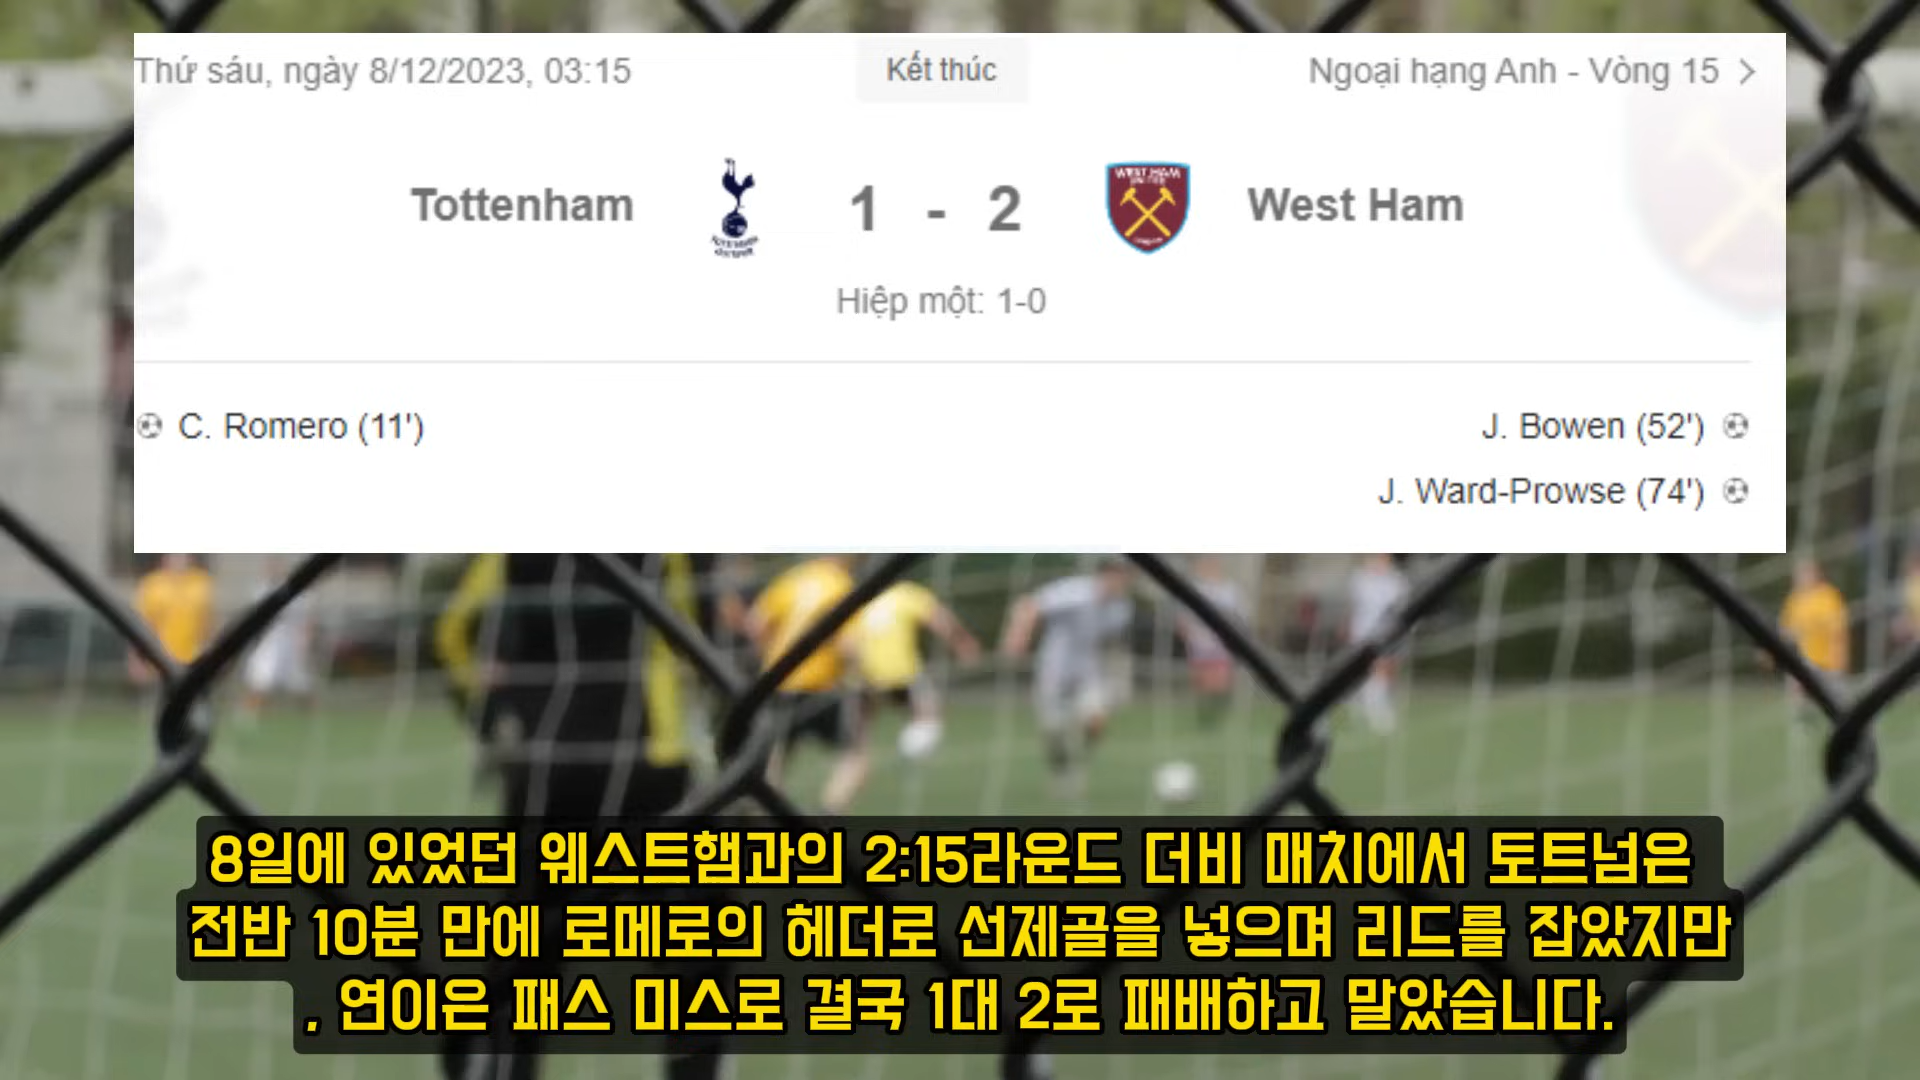 Thứ sáu, ngày 8/12/2023, 03:15
Kết thúc
Ngoại hạng Anh - Vòng 15
Tottenham 1 - 2 West Ham
WEST HAM
UNITED
Hiệp một: 1-0
C. Romero (11')
J. Bowen (52')
J. Ward-Prowse (74')
8일에 있었던 웨스트햄과의 2:15라운드 더비 매치에서 토트넘은
전반 10분 만에 로메로의 헤더로 선제골을 넣으며 리드를 잡았지만
, 연이은 패스 미스로 결국 1대 2로 패배하고 말았습니다.